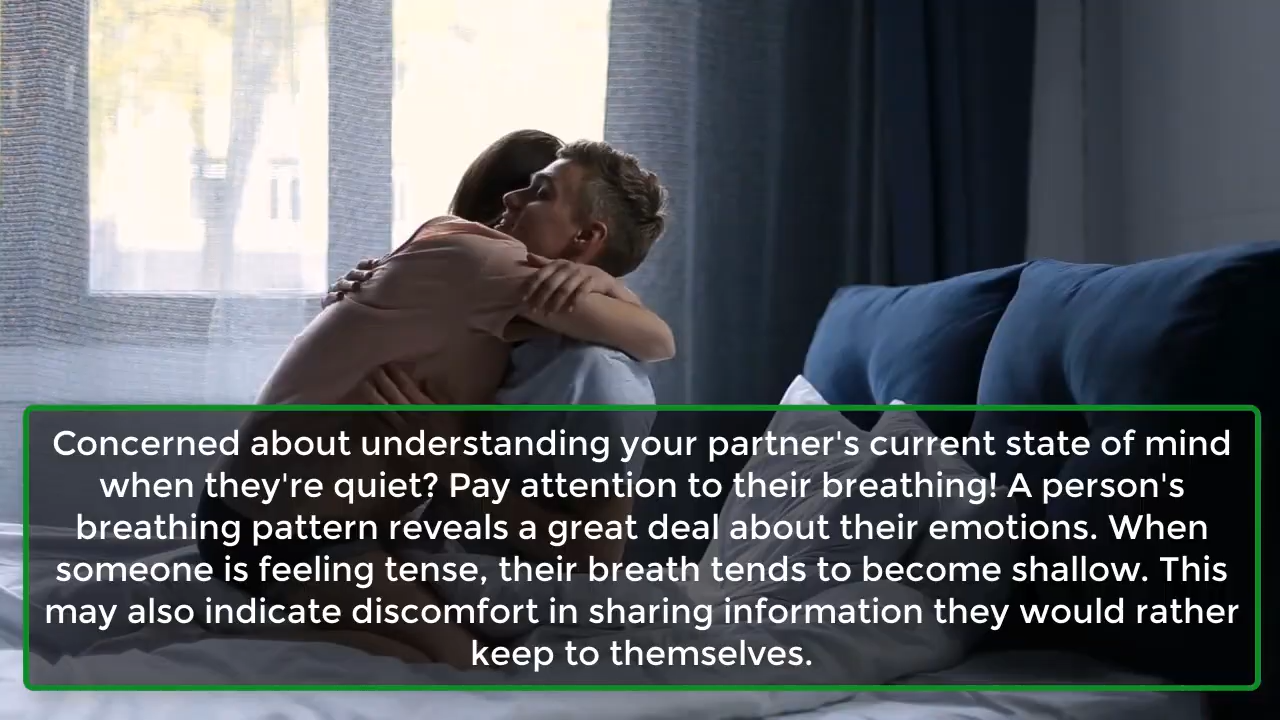 Concerned about understanding your partner's current state of mind
when they're quiet? Pay attention to their breathing! A person's
breathing pattern reveals a great deal about their emotions. When
someone is feeling tense, their breath tends to become shallow. This
may also indicate discomfort in sharing information they would rather
keep to themselves.